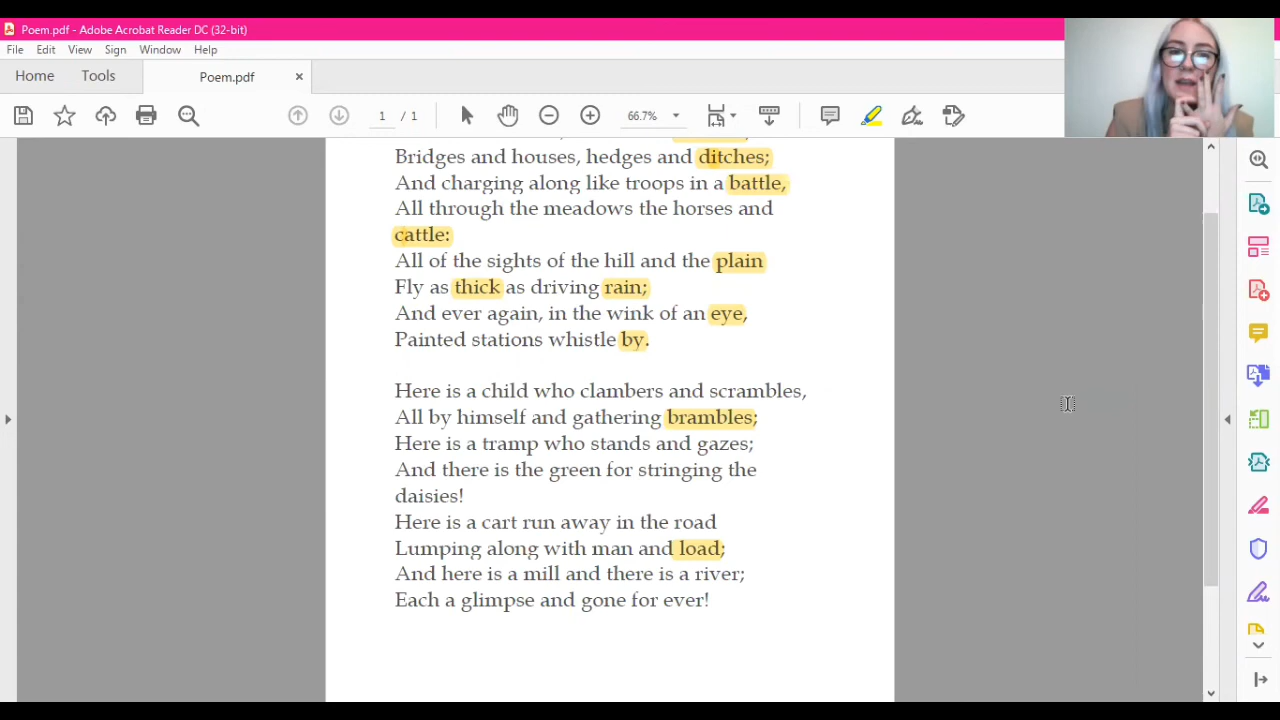 Poem.pdf - Adobe Acrobat Reader DC (32-bit)
File Edit View Sign Window Help
Home Tools Poem.pdf
1 / 1 66.7%
Bridges and houses, hedges and ditches;
And charging along like troops in a battle,
All through the meadows the horses and
cattle:
All of the sights of the hill and the plain
Fly as thick as driving rain;
And ever again, in the wink of an eye,
Painted stations whistle by.
Here is a child who clambers and scrambles,
All by himself and gathering brambles;
Here is a tramp who stands and gazes;
And there is the green for stringing the
daisies!
Here is a cart run away in the road
Lumping along with man and load;
And here is a mill and there is a river;
Each a glimpse and gone for ever!